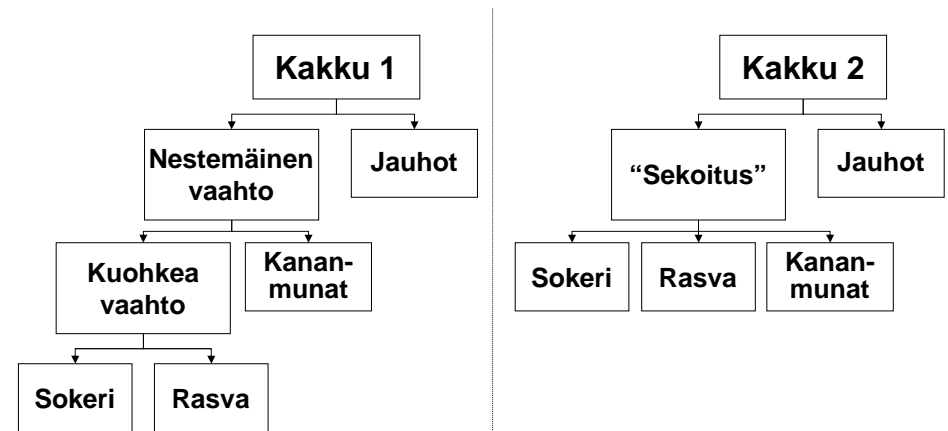 Kakku 1
Nestemäinen
vaahto
Jauhot
Kuohkea
vaahto
Kanan-
munat
Sokeri
Rasva
Kakku 2
“Sekoitus”
Jauhot
Sokeri
Rasva
Kanan-
munat